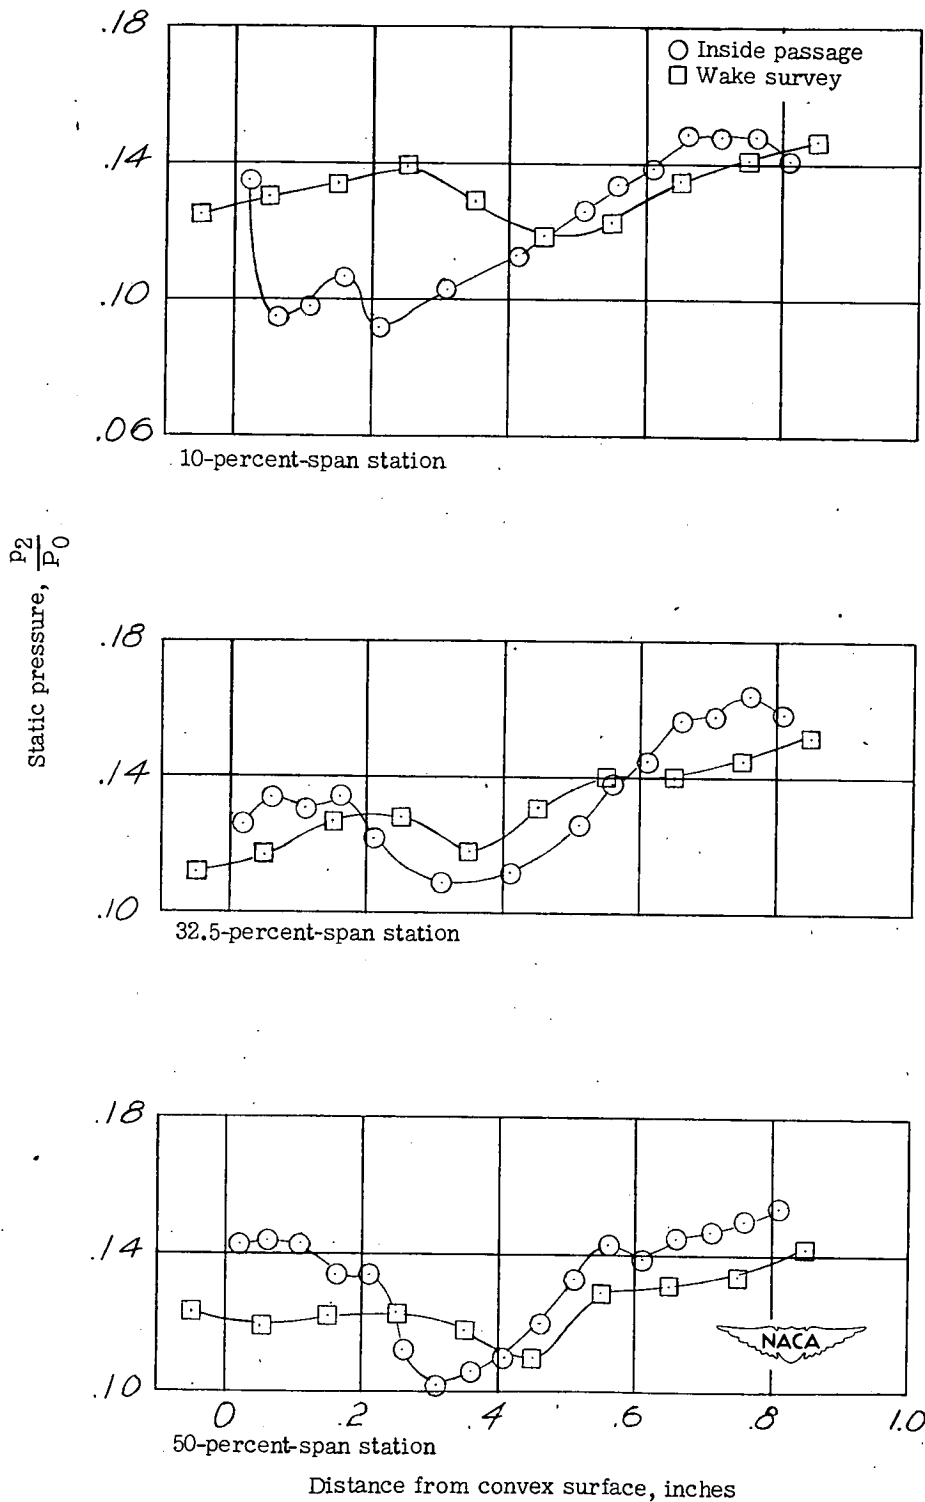 .18
Inside passage
Wake survey
.14
.10
.06
10-percent-span station
Static pressure, p2/P0
.18
.14
.10
32.5-percent-span station
.18
.14
NACA
.10
0 .2 .4 .6 .8 1.0
50-percent-span station
Distance from convex surface, inches